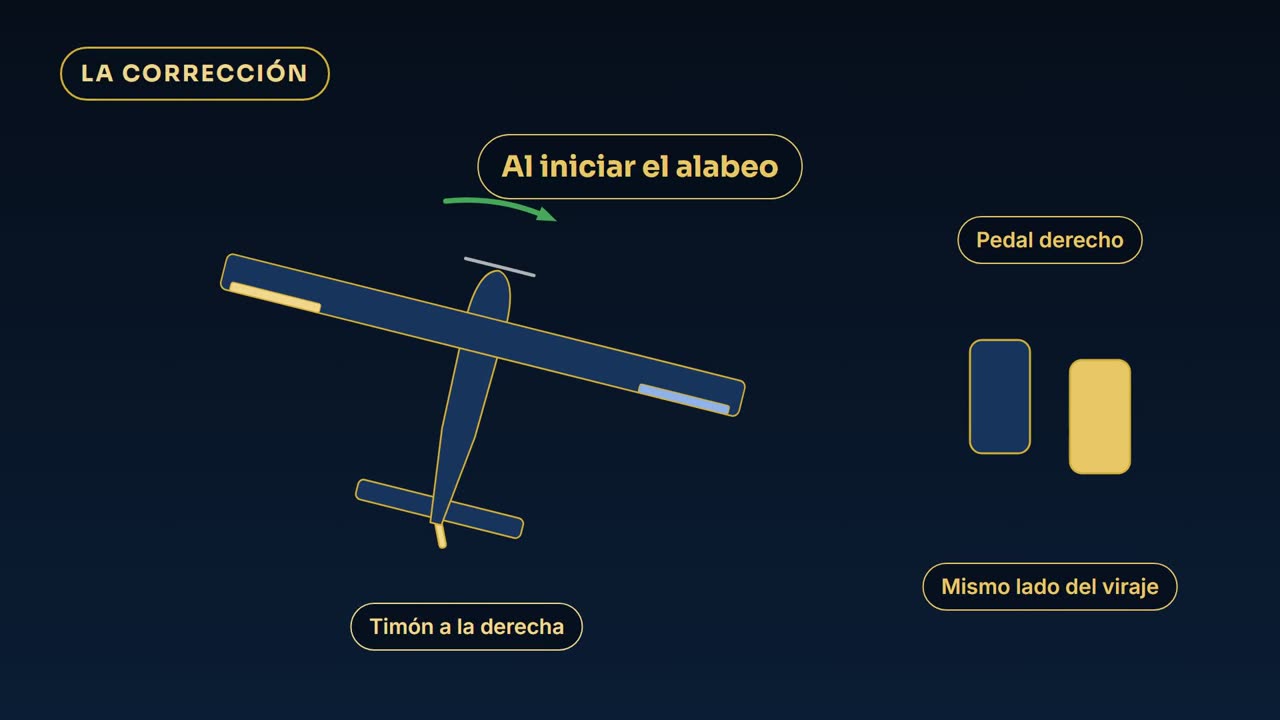 LA CORRECCIÓN
Al iniciar el alabeo
Pedal derecho
Mismo lado del viraje
Timón a la derecha